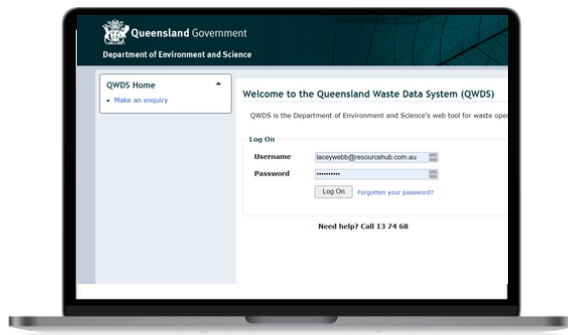 Queensland Government
Department of Environment and Science
QWDS Home
Make an enquiry
Welcome to the Queensland Waste Data System (QWDS)
QWDS is the Department of Environment and Science's web tool for waste ope
Log On
Username laceywebb@resourcehub.com.au
Password ••••••••••
Log On Forgotten your password?
Need help? Call 13 74 68